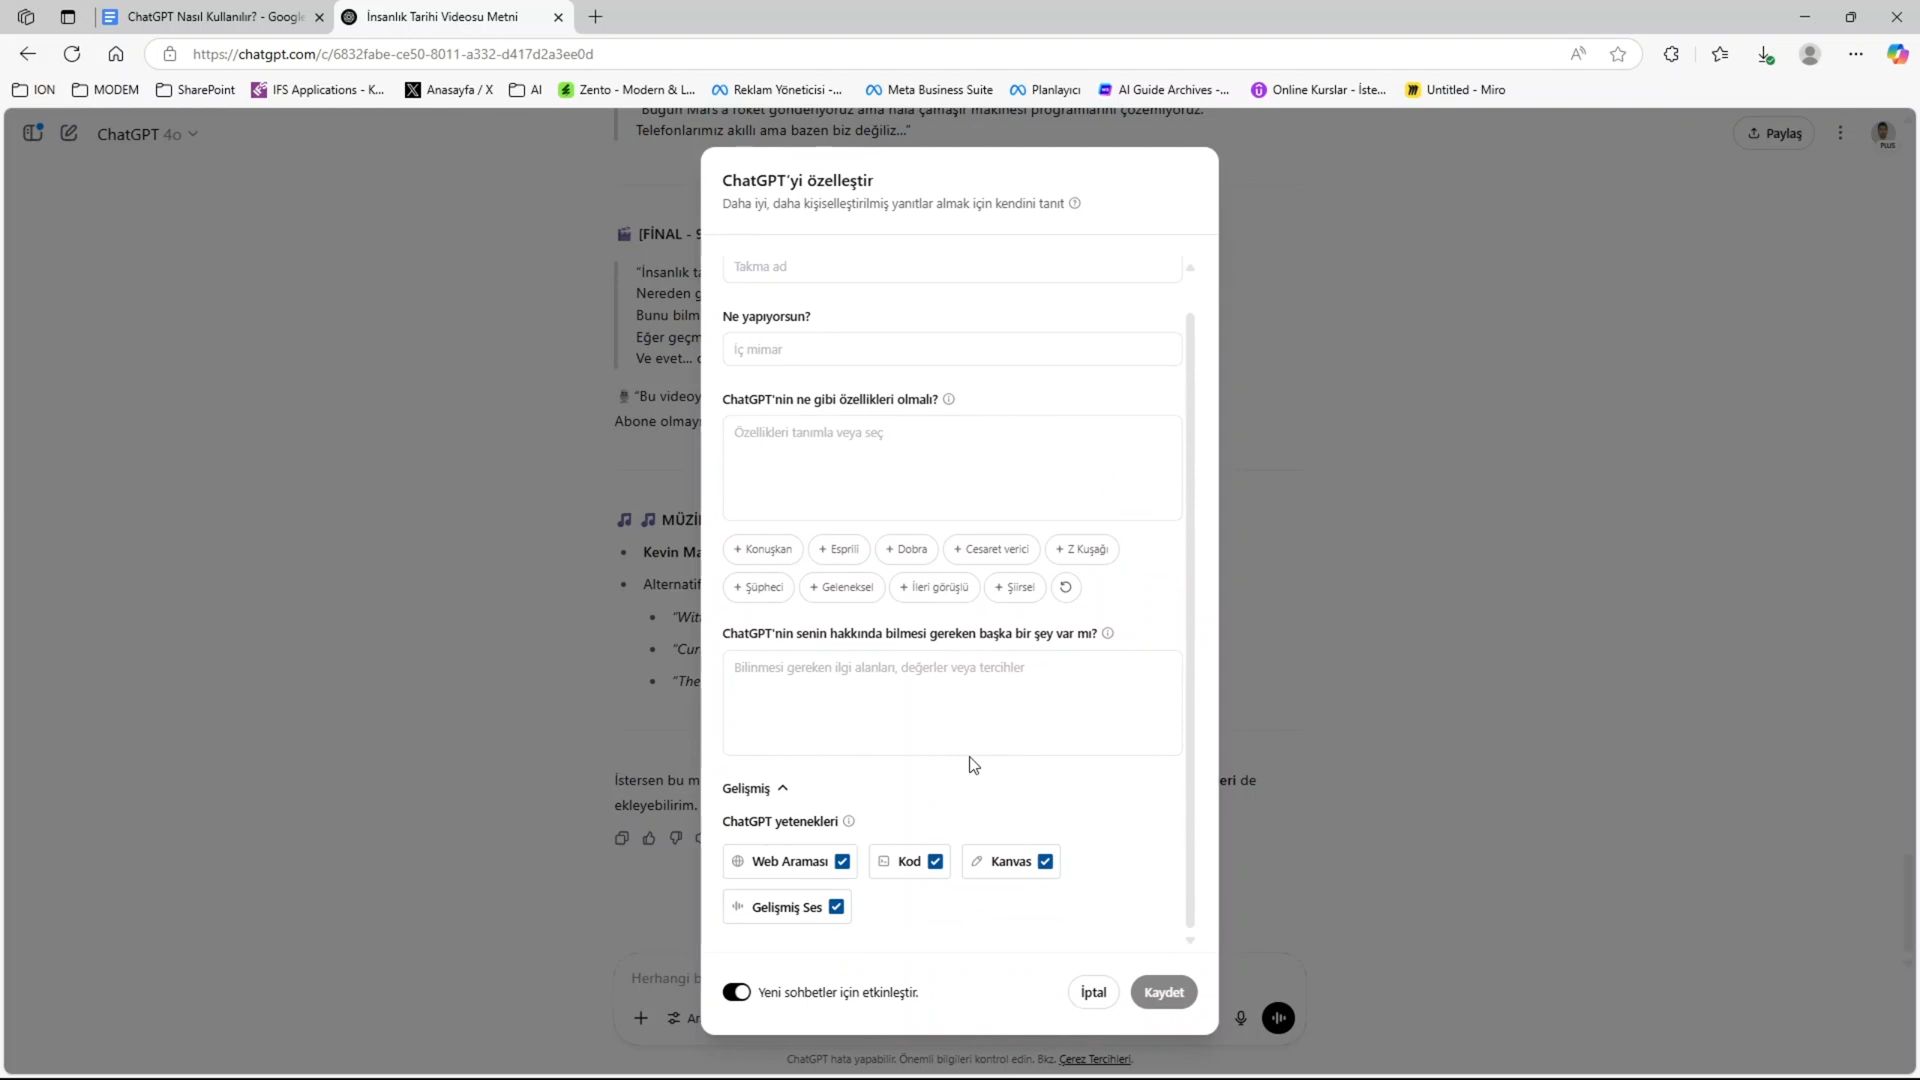 ChatGPT Nasıl Kullanılır? - Google
İnsanlık Tarihi Videosu Metni
https://chatgpt.com/c/6832fabe-ce50-8011-a332-d417d2a3ee0d
ION
MODEM
SharePoint
IFS Applications - K...
Anasayfa / X
AI
Zento - Modern & L...
Reklam Yöneticisi -...
Meta Business Suite
Planlayıcı
AI Guide Archives -...
Online Kurslar - İste...
Untitled - Miro
ChatGPT 4o
"Bugün Mars'a roket gönderiyoruz ama hâlâ çamaşır makinesi programlarını çözemiyoruz.
Telefonlarımız akıllı ama bazen biz değiliz..."
Paylaş
PLUS
[FİNAL - 9
"İnsanlık ta
Nereden g
Bunu bilm
Eğer geçm
Ve evet... 
"Bu videoy
Abone olmay
MÜZİ
Kevin Ma
Alternatif
"Wit
"Cur
"The
İstersen bu m
eri de
ekleyebilirim.
ChatGPT'yi özelleştir
Daha iyi, daha kişiselleştirilmiş yanıtlar almak için kendini tanıt
Takma ad
Ne yapıyorsun?
İç mimar
ChatGPT'nin ne gibi özellikleri olmalı?
Özellikleri tanımla veya seç
+ Konuşkan + Esprili + Dobra + Cesaret verici + Z Kuşağı
+ Şüpheci + Geleneksel + İleri görüşlü + Şiirsel
ChatGPT'nin senin hakkında bilmesi gereken başka bir şey var mı?
Bilinmesi gereken ilgi alanları, değerler veya tercihler
Gelişmiş
ChatGPT yetenekleri
Web Araması Kod Kanvas
Gelişmiş Ses
Yeni sohbetler için etkinleştir.
İptal
Kaydet
Herhangi b
Ar
ChatGPT hata yapabilir. Önemli bilgileri kontrol edin. Bkz. Çerez Tercihleri.